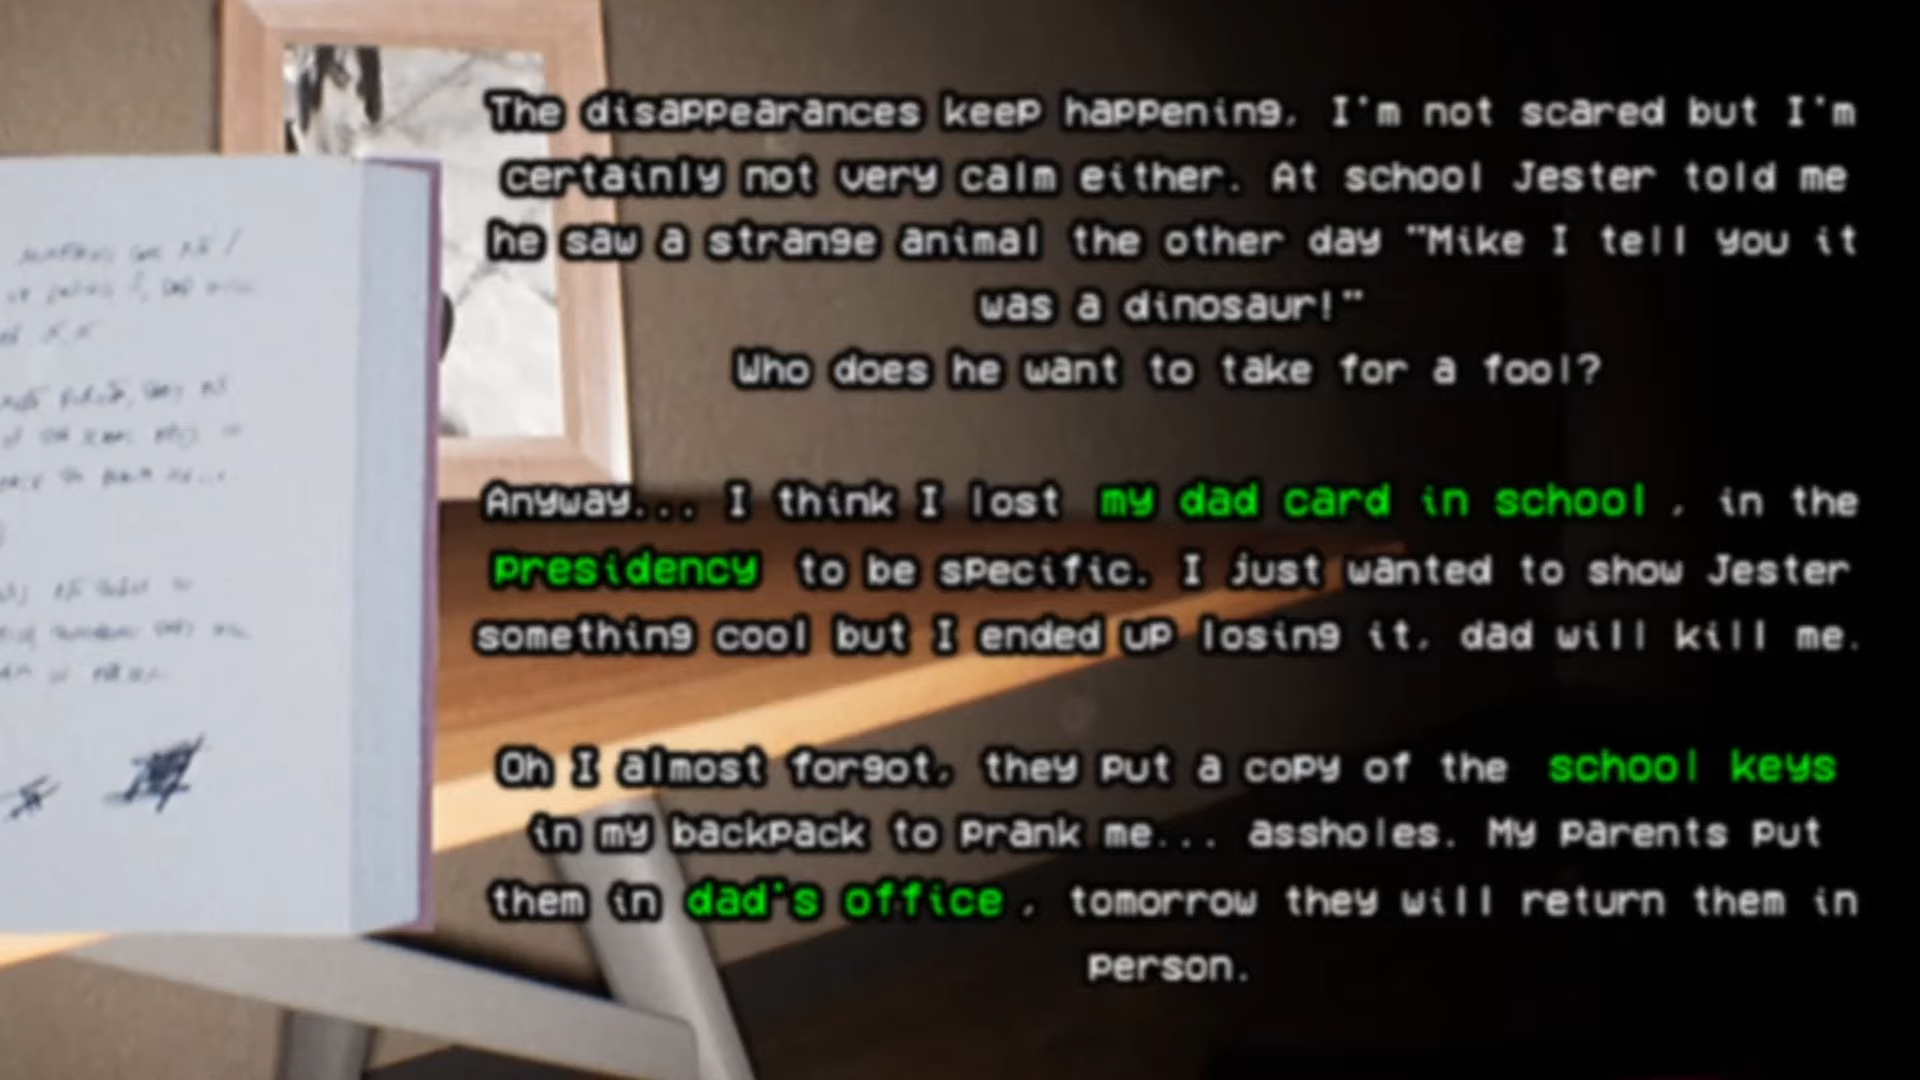 The disappearances keep happening, I'm not scared but I'm
certainly not very calm either. At school Jester told me
he saw a strange animal the other day "Mike I tell you it
was a dinosaur!"
Who does he want to take for a fool?
Anyway... I think I lost my dad card in school , in the
presidency to be specific. I just wanted to show Jester
something cool but I ended up losing it, dad will kill me.
Oh I almost forgot, they put a copy of the school keys
in my backpack to prank me... assholes. My parents put
them in dad's office , tomorrow they will return them in
person.